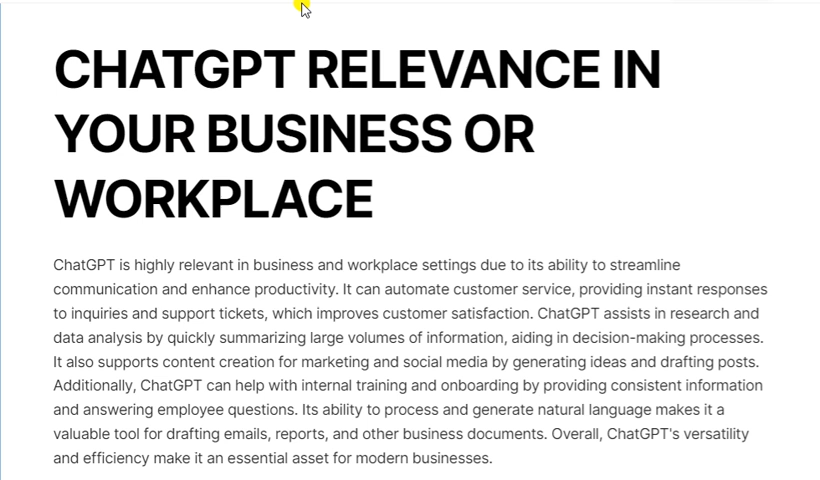 CHATGPT RELEVANCE IN
YOUR BUSINESS OR
WORKPLACE
ChatGPT is highly relevant in business and workplace settings due to its ability to streamline
communication and enhance productivity. It can automate customer service, providing instant responses
to inquiries and support tickets, which improves customer satisfaction. ChatGPT assists in research and
data analysis by quickly summarizing large volumes of information, aiding in decision-making processes.
It also supports content creation for marketing and social media by generating ideas and drafting posts.
Additionally, ChatGPT can help with internal training and onboarding by providing consistent information
and answering employee questions. Its ability to process and generate natural language makes it a
valuable tool for drafting emails, reports, and other business documents. Overall, ChatGPT's versatility
and efficiency make it an essential asset for modern businesses.